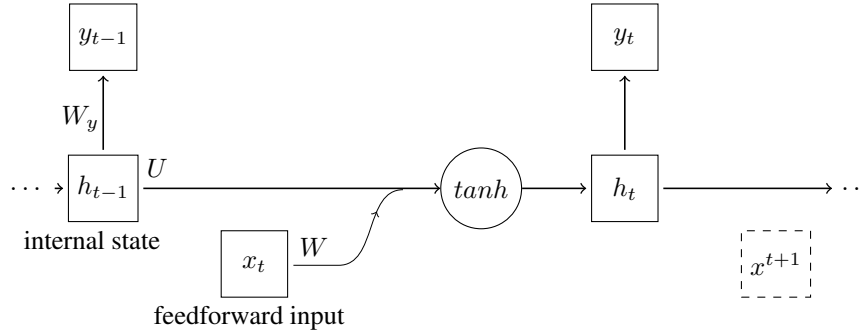 y_{t−1} y_t
W_y
··· h_{t−1} U tanh h_t ··
internal state
x_t W x^{t+1}
feedforward input